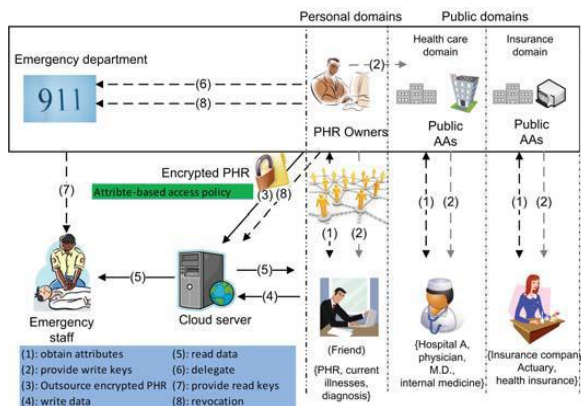 Personal domains
Public domains
Emergency department
911
(6)
(8)
(2)
PHR Owners
Health care
domain
Public
AAs
Insurance
domain
Public
AAs
(7)
Encrypted PHR
Attribte-based access policy
(3)
(8)
(1)
(2)
(1)
(2)
(1)
(2)
(5)
(5)
(4)
Emergency
staff
Cloud server
(Friend)
{PHR, current
illnesses,
diagnosis}
{Hospital A,
physician,
M.D.,
internal medicine}
{Insurance company
Actuary,
health insurance}
(1): obtain attributes
(2): provide write keys
(3): Outsource encrypted PHR
(4): write data
(5): read data
(6): delegate
(7): provide read keys
(8): revocation